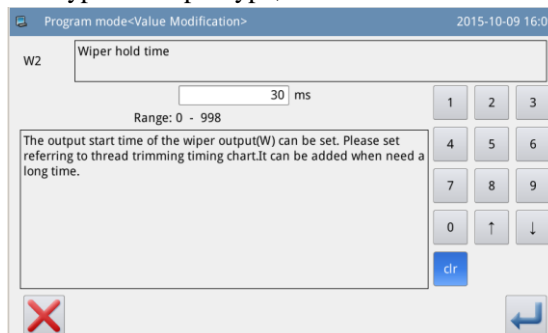 Program mode<Value Modification>
2015-10-09 16:0
W2
Wiper hold time
30 ms
Range: 0 - 998
The output start time of the wiper output(W) can be set. Please set
referring to thread trimming timing chart.It can be added when need a
long time.
1 2 3
4 5 6
7 8 9
0 ↑ ↓
clr